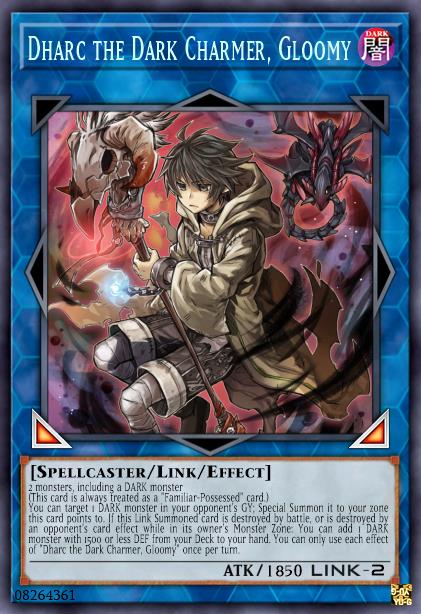 DHARC THE DARK CHARMER, GLOOMY
DARK
闇
[SPELLCASTER/LINK/EFFECT]
2 monsters, including a DARK monster
(This card is always treated as a "Familiar-Possessed" card.)
You can target 1 DARK monster in your opponent's GY; Special Summon it to your zone
this card points to. If this Link Summoned card is destroyed by battle, or is destroyed by
an opponent's card effect while in its owner's Monster Zone: You can add 1 DARK
monster with 1500 or less DEF from your Deck to your hand. You can only use each effect
of "Dharc the Dark Charmer, Gloomy" once per turn.
ATK/1850 LINK-2
08264361